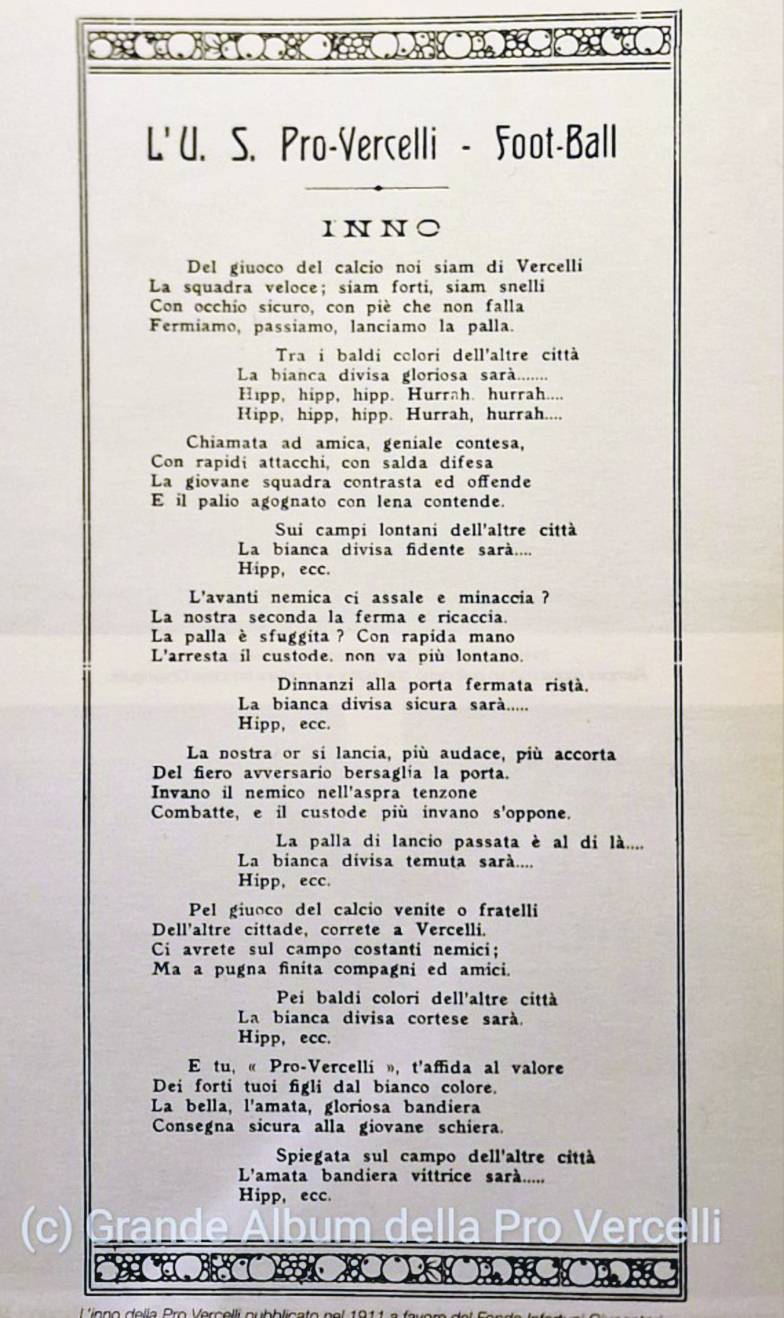 L'U. S. Pro-Vercelli - Foot-Ball
INNO
Del giuoco del calcio noi siam di Vercelli
La squadra veloce; siam forti, siam snelli
Con occhio sicuro, con piè che non falla
Fermiamo, passiamo, lanciamo la palla.
Tra i baldi colori dell'altre città
La bianca divisa gloriosa sarà.......
Hipp, hipp, hipp. Hurrah. hurrah....
Hipp, hipp, hipp. Hurrah, hurrah....
Chiamata ad amica, geniale contesa,
Con rapidi attacchi, con salda difesa
La giovane squadra contrasta ed offende
E il palio agognato con lena contende.
Sui campi lontani dell'altre città
La bianca divisa fidente sarà....
Hipp, ecc.
L'avanti nemica ci assale e minaccia ?
La nostra seconda la ferma e ricaccia.
La palla è sfuggita ? Con rapida mano
L'arresta il custode. non va più lontano.
Dinnanzi alla porta fermata ristà.
La bianca divisa sicura sarà.....
Hipp, ecc.
La nostra or si lancia, più audace, più accorta
Del fiero avversario bersaglia la porta.
Invano il nemico nell'aspra tenzone
Combatte, e il custode più invano s'oppone.
La palla di lancio passata è al di là....
La bianca divisa temuta sarà....
Hipp, ecc.
Pel giuoco del calcio venite o fratelli
Dell'altre cittade, correte a Vercelli.
Ci avrete sul campo costanti nemici;
Ma a pugna finita compagni ed amici.
Pei baldi colori dell'altre città
La bianca divisa cortese sarà.
Hipp, ecc.
E tu, « Pro-Vercelli », t'affida al valore
Dei forti tuoi figli dal bianco colore.
La bella, l'amata, gloriosa bandiera
Consegna sicura alla giovane schiera.
Spiegata sul campo dell'altre città
L'amata bandiera vittrice sarà.....
Hipp, ecc.
(c) Grande Album della Pro Vercelli
L'inno della Pro Vercelli pubblicato nel 1911 a favore del Fondo